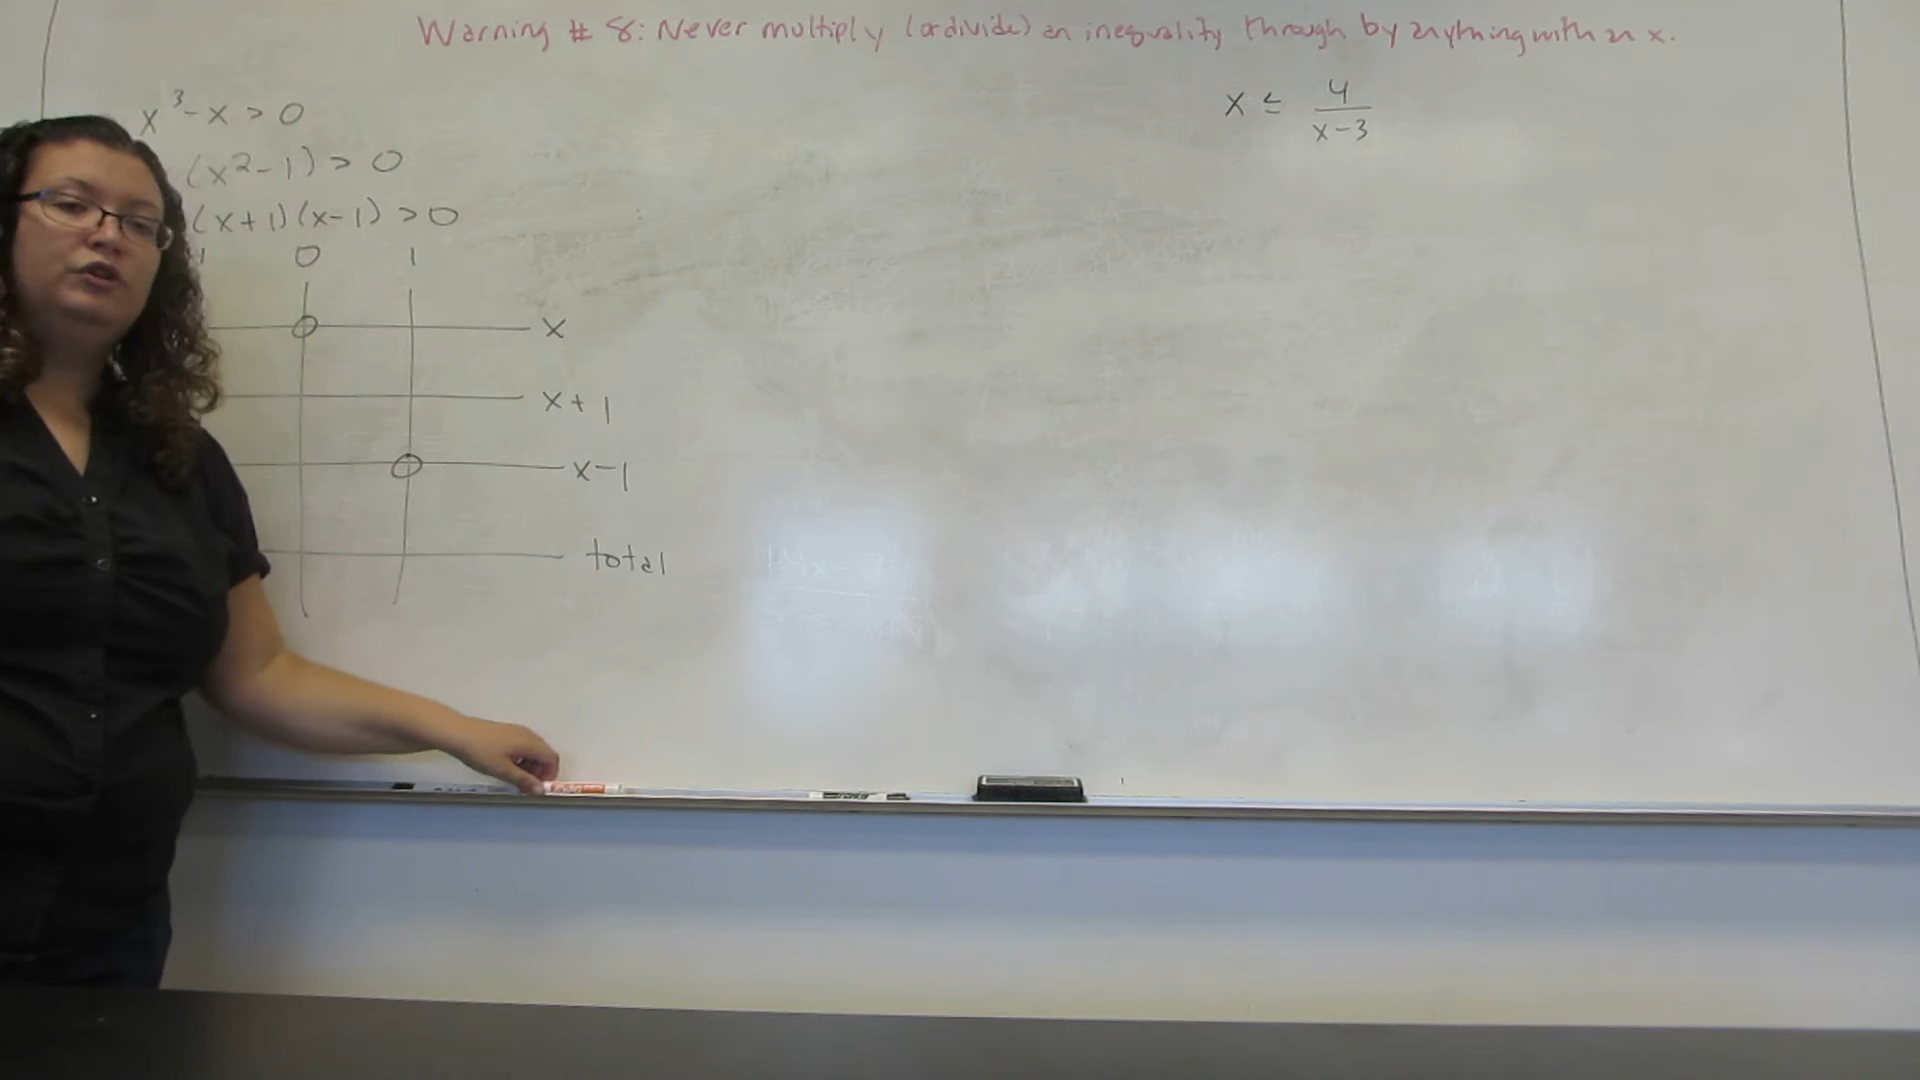 Warning # 8: Never multiply (or divide) an inequality through by anything with an x.
x³-x > 0
(x²-1) > 0
(x+1)(x-1) > 0
1 0 1
x
x+1
x-1
total
x ≤ 4/(x-3)